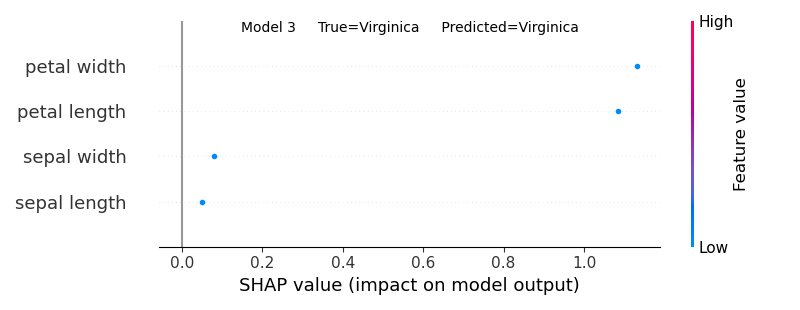 Model 3 True=Virginica Predicted=Virginica
High
petal width
petal length
sepal width
sepal length
Feature value
Low
0.0 0.2 0.4 0.6 0.8 1.0
SHAP value (impact on model output)